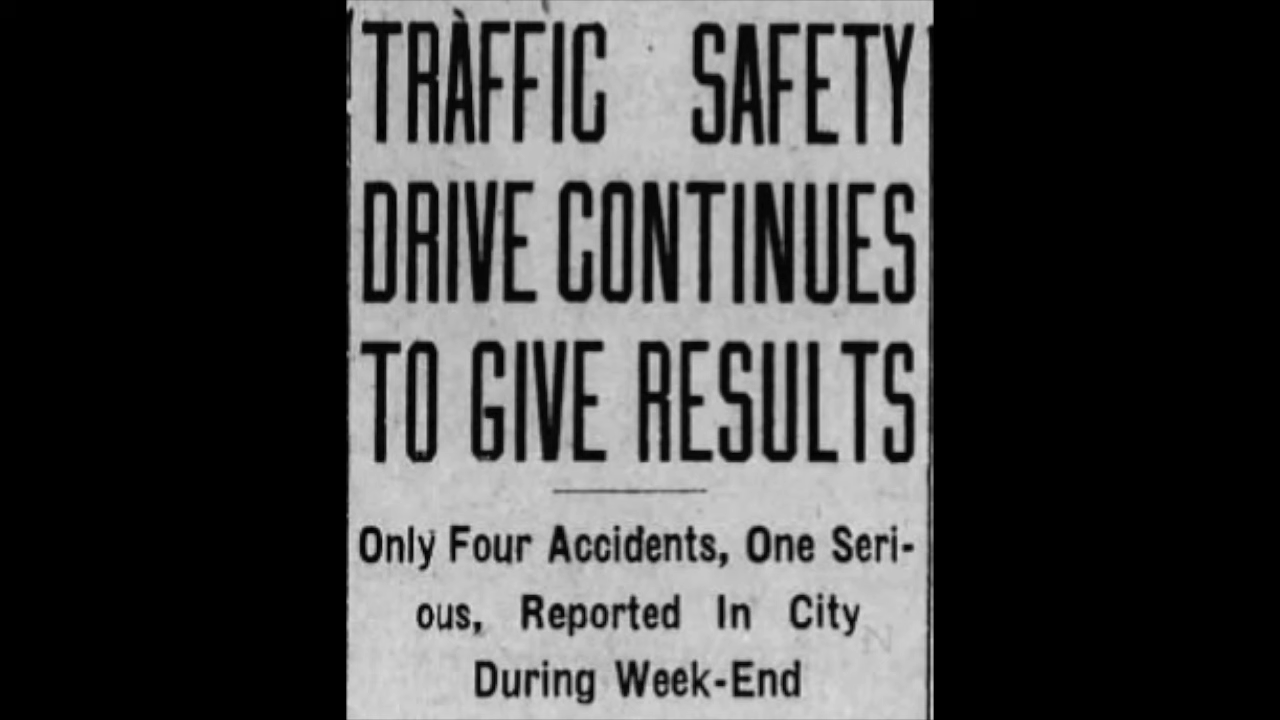 TRAFFIC SAFETY
DRIVE CONTINUES
TO GIVE RESULTS
Only Four Accidents, One Seri-
ous, Reported In City
During Week-End